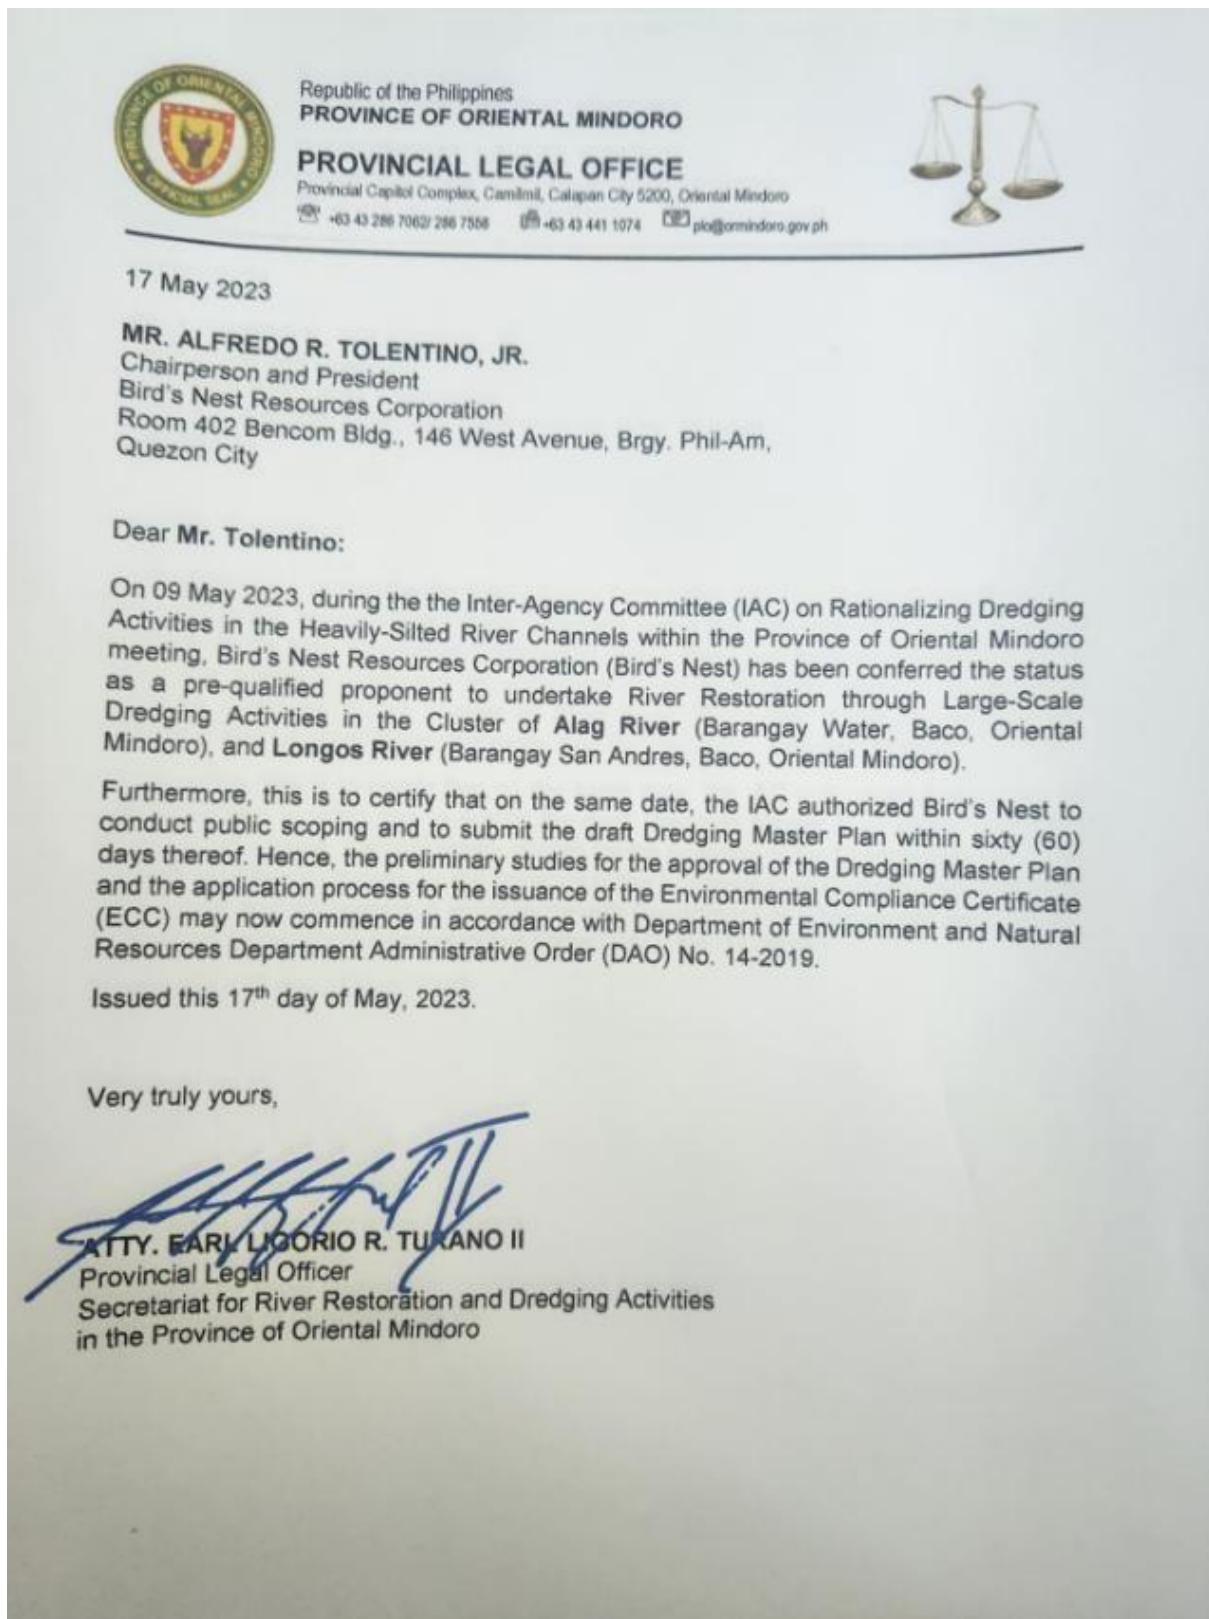 PROVINCE OF ORIENTAL MINDORO
OFFICIAL SEAL
Republic of the Philippines
PROVINCE OF ORIENTAL MINDORO
PROVINCIAL LEGAL OFFICE
Provincial Capitol Complex, Camilmil, Calapan City 5200, Oriental Mindoro
+63 43 286 7062/ 286 7556 +63 43 441 1074 plo@ormindoro.gov.ph
17 May 2023
MR. ALFREDO R. TOLENTINO, JR.
Chairperson and President
Bird's Nest Resources Corporation
Room 402 Bencom Bldg., 146 West Avenue, Brgy. Phil-Am,
Quezon City
Dear Mr. Tolentino:
On 09 May 2023, during the the Inter-Agency Committee (IAC) on Rationalizing Dredging
Activities in the Heavily-Silted River Channels within the Province of Oriental Mindoro
meeting, Bird's Nest Resources Corporation (Bird's Nest) has been conferred the status
as a pre-qualified proponent to undertake River Restoration through Large-Scale
Dredging Activities in the Cluster of Alag River (Barangay Water, Baco, Oriental
Mindoro), and Longos River (Barangay San Andres, Baco, Oriental Mindoro).
Furthermore, this is to certify that on the same date, the IAC authorized Bird's Nest to
conduct public scoping and to submit the draft Dredging Master Plan within sixty (60)
days thereof. Hence, the preliminary studies for the approval of the Dredging Master Plan
and the application process for the issuance of the Environmental Compliance Certificate
(ECC) may now commence in accordance with Department of Environment and Natural
Resources Department Administrative Order (DAO) No. 14-2019.
Issued this 17th day of May, 2023.
Very truly yours,
ATTY. EARL LIGORIO R. TURANO II
Provincial Legal Officer
Secretariat for River Restoration and Dredging Activities
in the Province of Oriental Mindoro